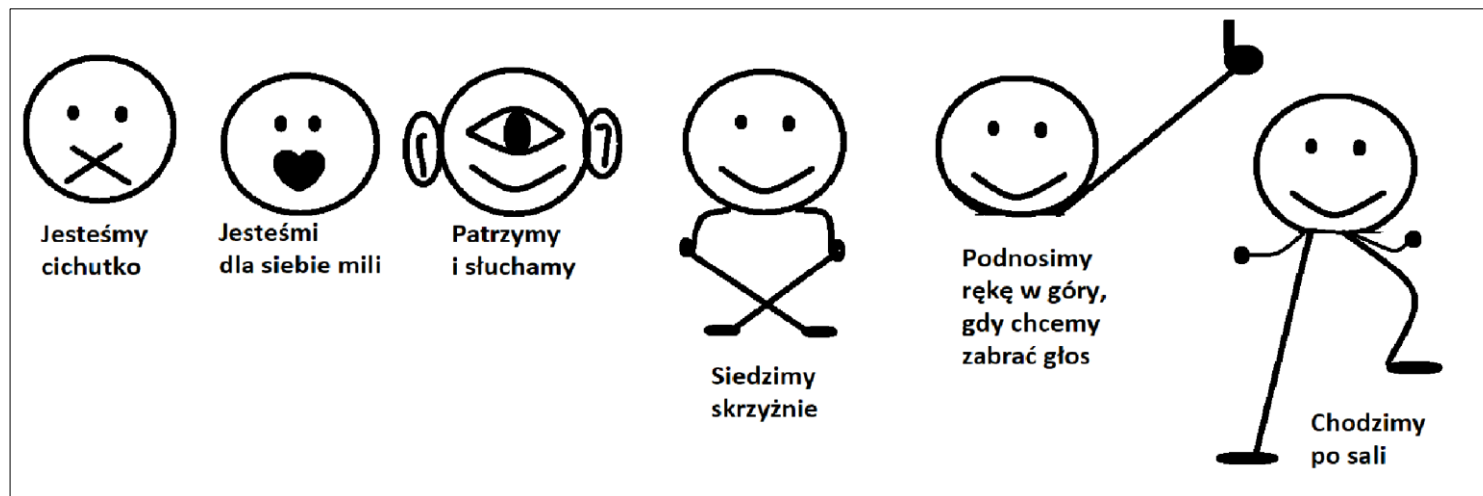 Jesteśmy
cichutko
Jesteśmi
dla siebie mili
Patrzymy
i słuchamy
Siedzimy
skrzyżnie
Podnosimy
rękę w góry,
gdy chcemy
zabrać głos
Chodzimy
po sali